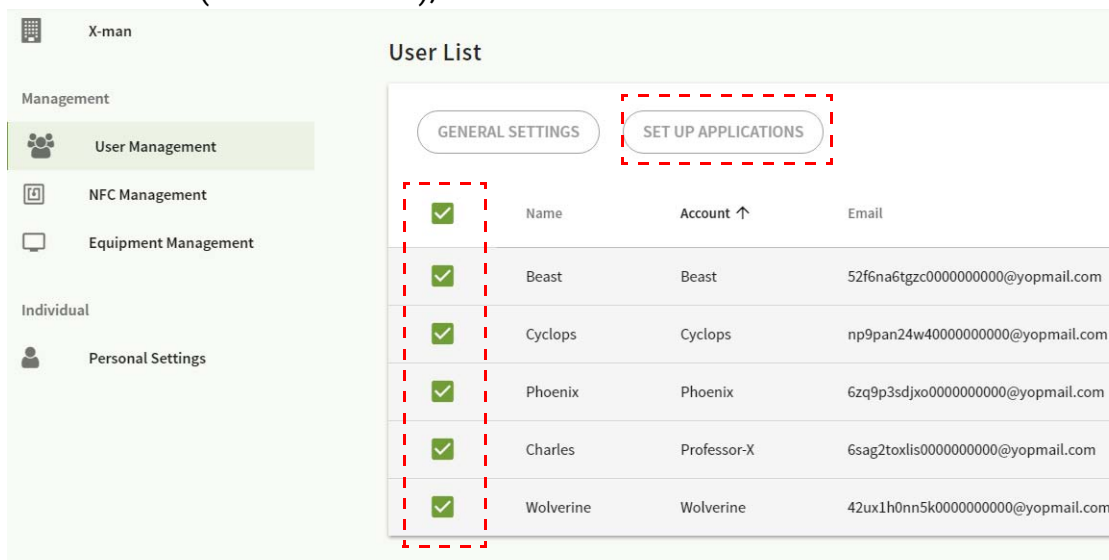 X-man
User List
Management
GENERAL SETTINGS SET UP APPLICATIONS
User Management
NFC Management
Name Account ↑ Email
Equipment Management
Beast Beast 52f6na6tgzc0000000000@yopmail.com
Individual
Cyclops Cyclops np9pan24w40000000000@yopmail.com
Personal Settings
Phoenix Phoenix 6zq9p3sdjxo0000000000@yopmail.com
Charles Professor-X 6sag2toxlis0000000000@yopmail.com
Wolverine Wolverine 42ux1h0nn5k0000000000@yopmail.com